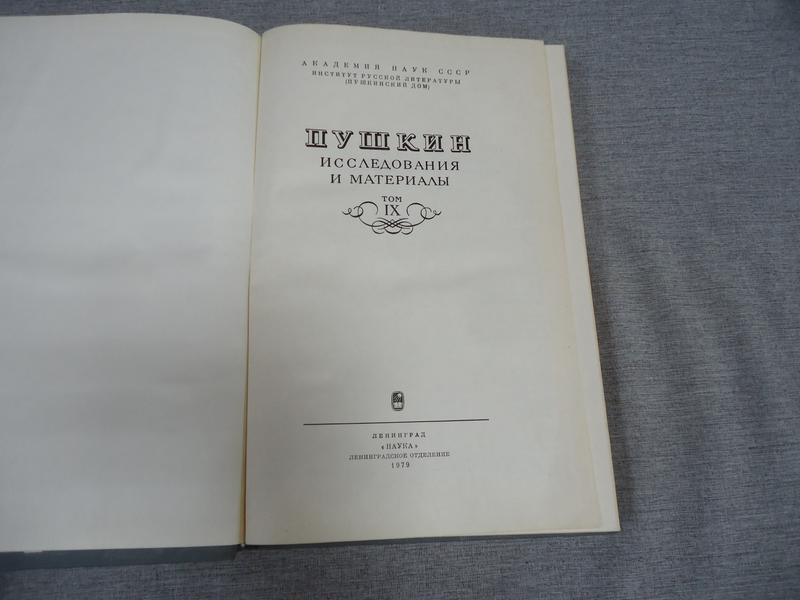 АКАДЕМИЯ НАУК СССР
ИНСТИТУТ РУССКОЙ ЛИТЕРАТУРЫ
(ПУШКИНСКИЙ ДОМ)
ПУШКИН
ИССЛЕДОВАНИЯ
И МАТЕРИАЛЫ
ТОМ
IX
ЛЕНИНГРАД
«НАУКА»
ЛЕНИНГРАДСКОЕ ОТДЕЛЕНИЕ
1979